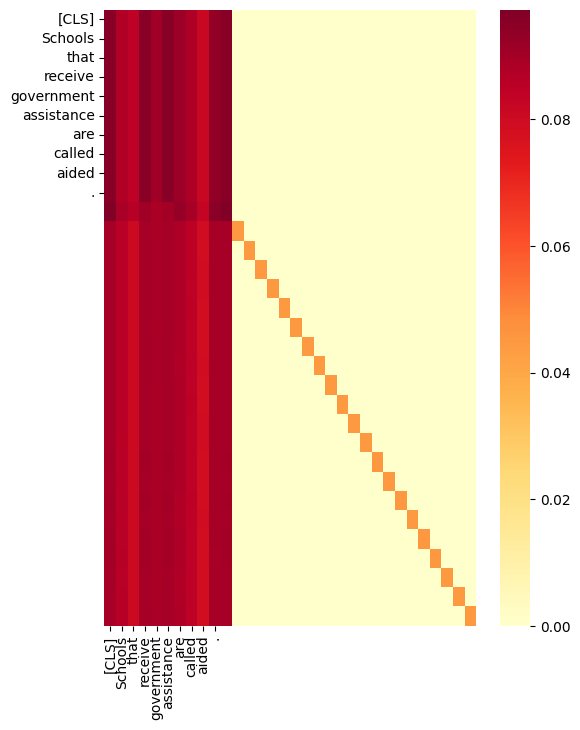 [CLS]
Schools
that
receive
government
assistance
are
called
aided
.
0.08
0.06
0.04
0.02
0.00
[CLS]
Schools
that
receive
government
assistance
are
called
aided
.